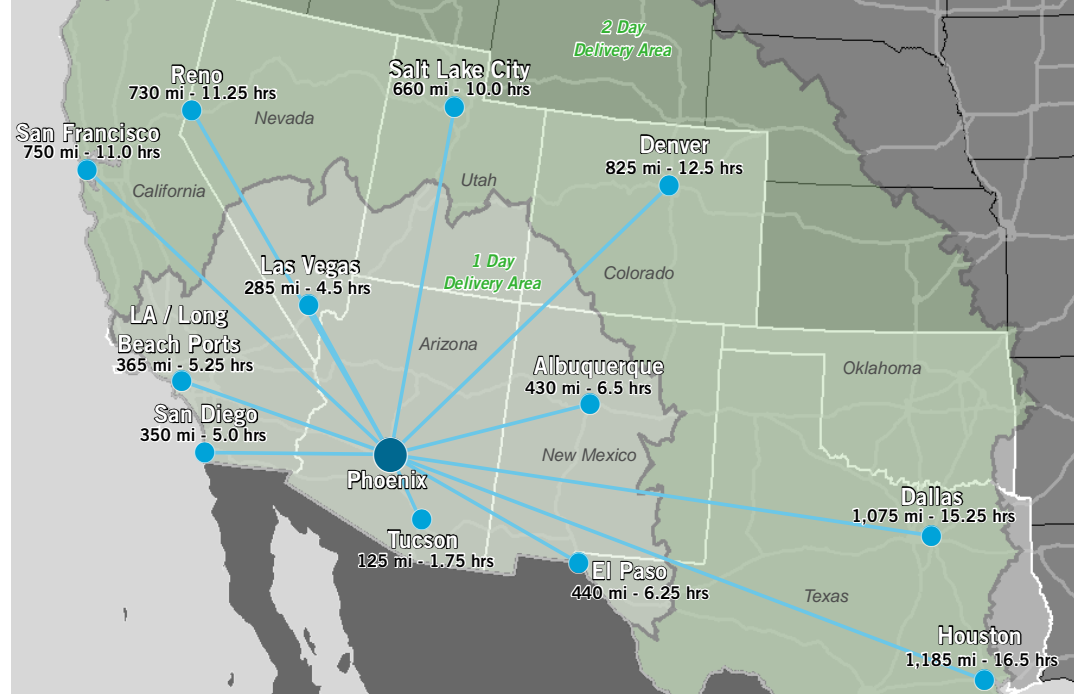 2 Day
Delivery Area
Salt Lake City
660 mi - 10.0 hrs
Reno
730 mi - 11.25 hrs
Nevada
San Francisco
750 mi - 11.0 hrs
California
Denver
825 mi - 12.5 hrs
Utah
Colorado
1 Day
Delivery Area
Las Vegas
285 mi - 4.5 hrs
LA / Long
Beach Ports
365 mi - 5.25 hrs
Arizona
Albuquerque
430 mi - 6.5 hrs
Oklahoma
San Diego
350 mi - 5.0 hrs
New Mexico
Phoenix
Dallas
1,075 mi - 15.25 hrs
Tucson
125 mi - 1.75 hrs
El Paso
440 mi - 6.25 hrs
Texas
Houston
1,185 mi - 16.5 hrs